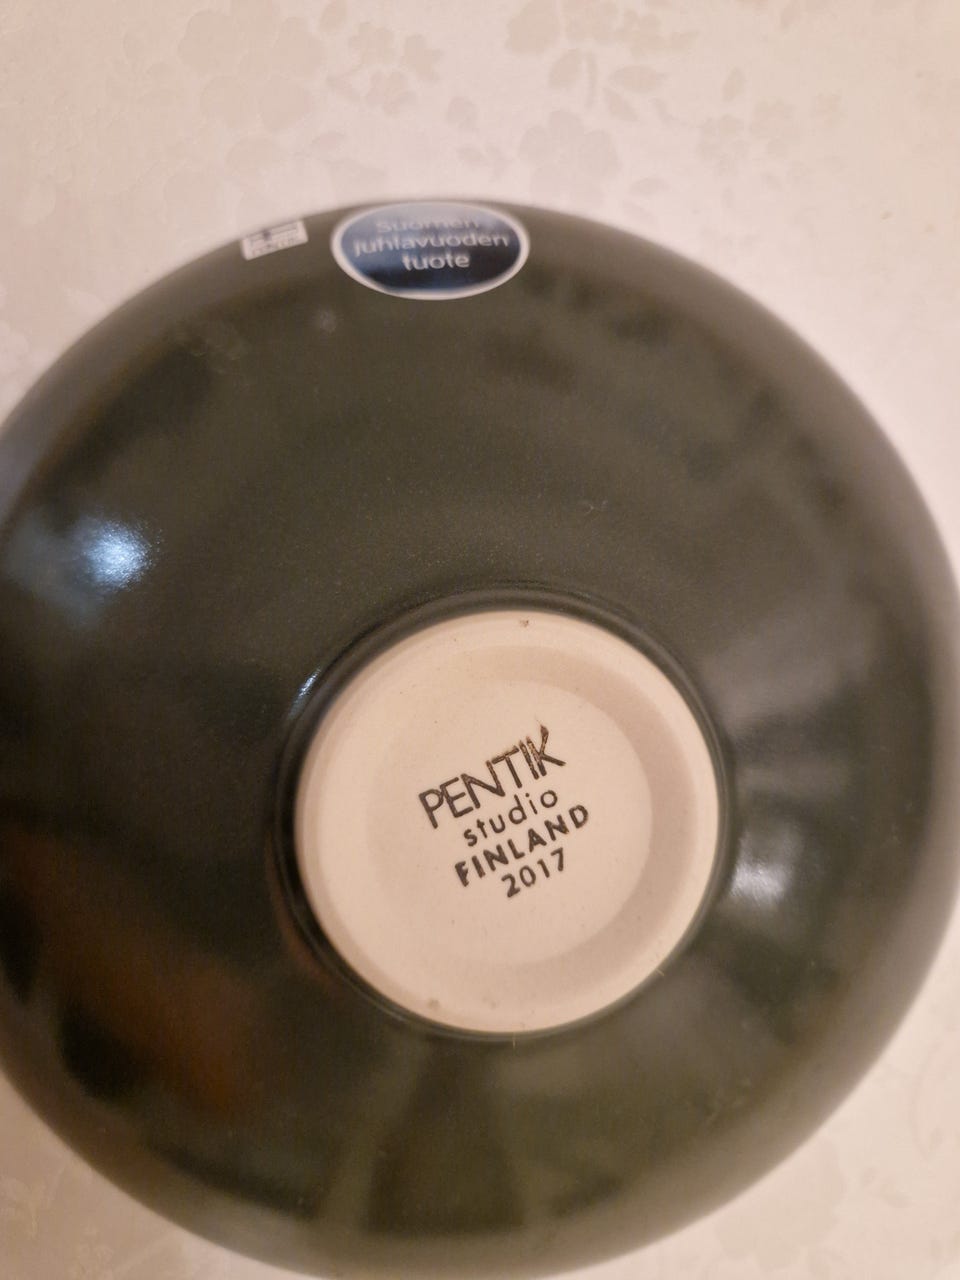 Suomen
juhlavuoden
tuote
PENTIK
studio
FINLAND
2017